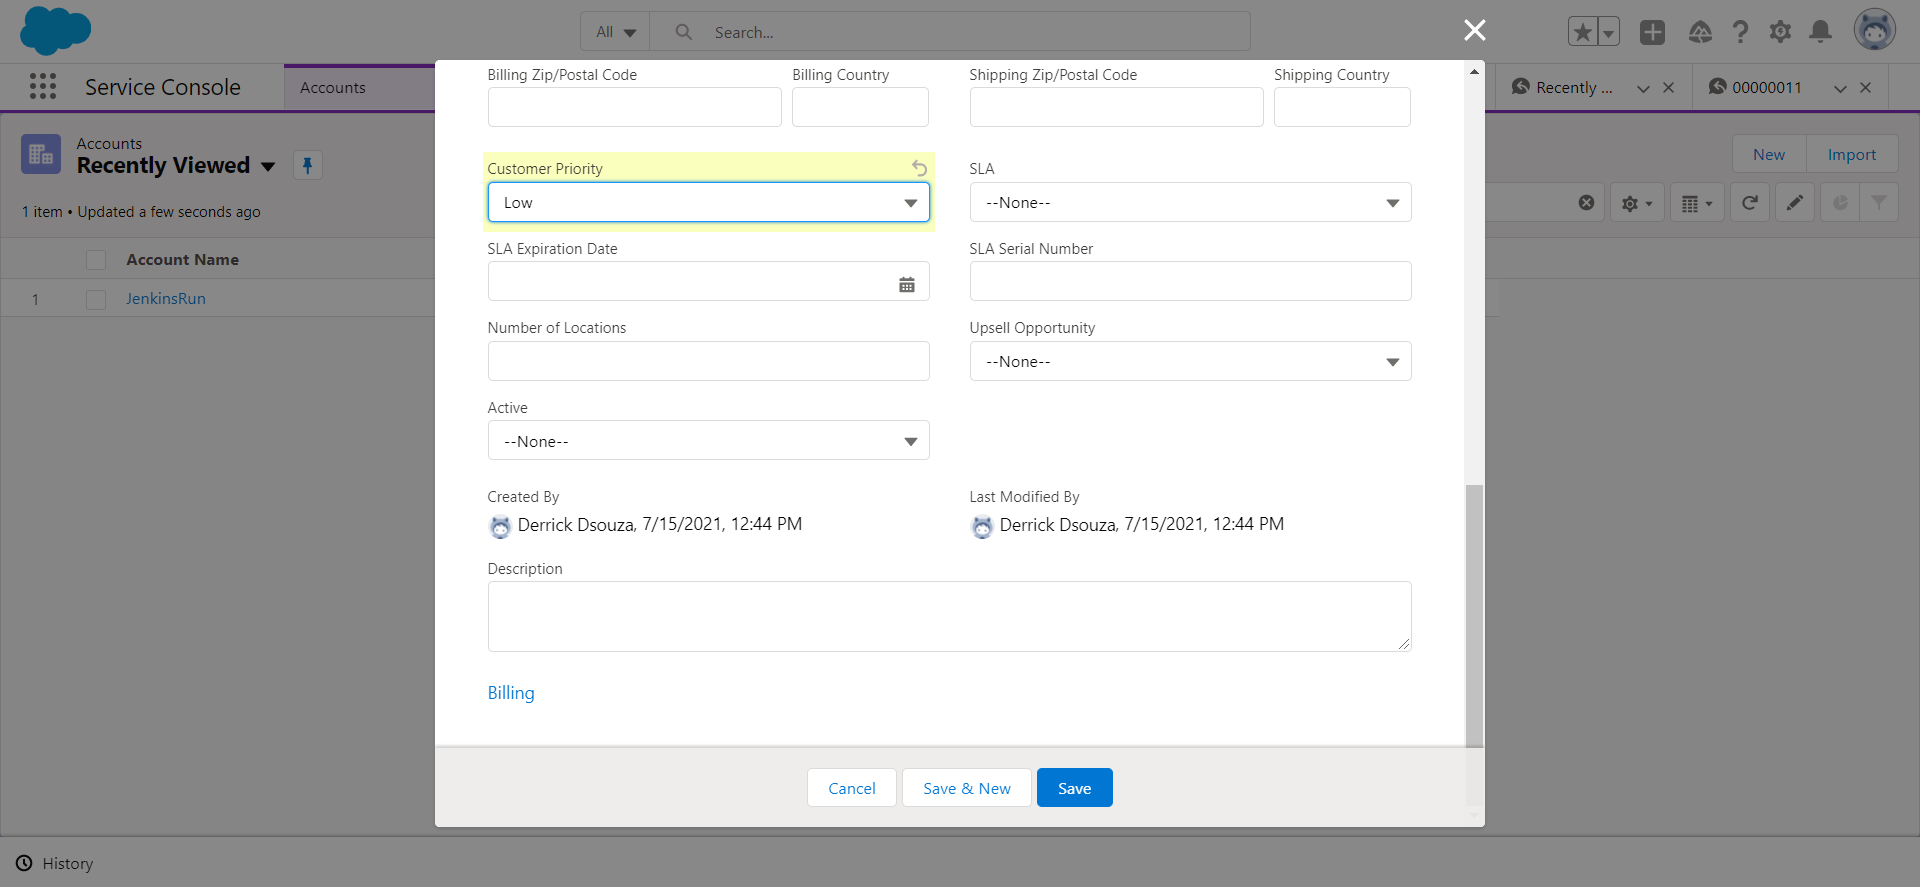 All
Search...
Service Console
Accounts
Recently ...
00000011
Accounts
Recently Viewed
New
Import
1 item • Updated a few seconds ago
Account Name
1
JenkinsRun
Billing Zip/Postal Code
Billing Country
Shipping Zip/Postal Code
Shipping Country
Customer Priority
SLA
Low
--None--
SLA Expiration Date
SLA Serial Number
Number of Locations
Upsell Opportunity
--None--
Active
--None--
Created By
Last Modified By
Derrick Dsouza, 7/15/2021, 12:44 PM
Derrick Dsouza, 7/15/2021, 12:44 PM
Description
Billing
Cancel
Save & New
Save
History